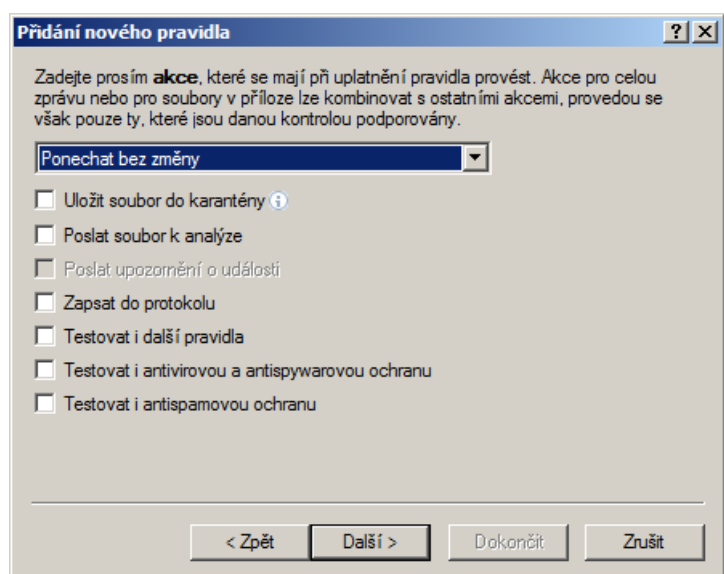 Přidání nového pravidla
Zadejte prosím akce, které se mají při uplatnění pravidla provést. Akce pro celou
zprávu nebo pro soubory v příloze lze kombinovat s ostatními akcemi, provedou se
však pouze ty, které jsou danou kontrolou podporovány.
Ponechat bez změny
Uložit soubor do karantény
Poslat soubor k analýze
Poslat upozornění o události
Zapsat do protokolu
Testovat i další pravidla
Testovat i antivirovou a antispywarovou ochranu
Testovat i antispamovou ochranu
< Zpět Další > Dokončit Zrušit